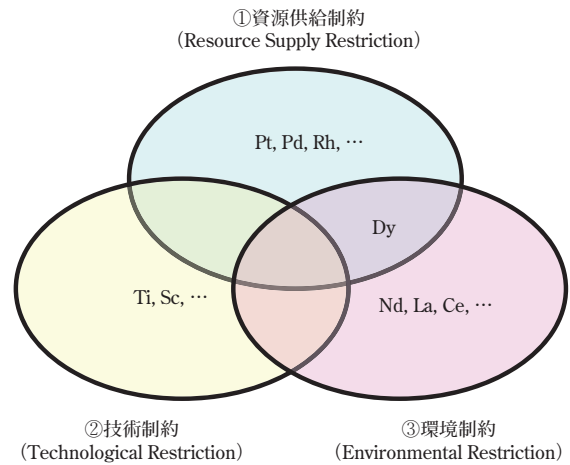 ①資源供給制約
(Resource Supply Restriction)
Pt, Pd, Rh, …
Dy
Ti, Sc, …
Nd, La, Ce, …
②技術制約
(Technological Restriction)
③環境制約
(Environmental Restriction)